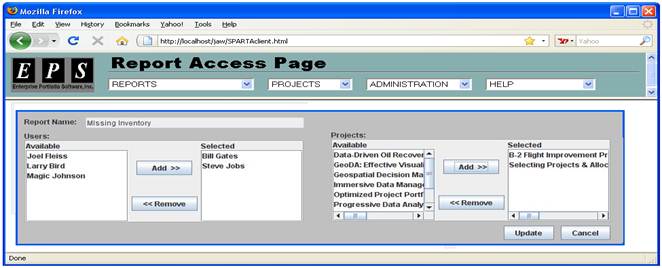 Mozilla Firefox
File Edit View History Bookmarks Yahoo! Tools Help
http://localhost/jaw/SPARTAclient.html
Yahoo
EPS
Enterprise Portfolio Software, Inc.
Report Access Page
REPORTS PROJECTS ADMINISTRATION HELP
Report Name: Missing Inventory
Users:
Available
Joel Fleiss
Larry Bird
Magic Johnson
Add >>
<< Remove
Selected
Bill Gates
Steve Jobs
Projects:
Available
Data-Driven Oil Recover
GeoDA: Effective Visuali
Geospatial Decision Ma
Immersive Data Manage
Optimized Project Portf
Progressive Data Analy
Add >>
<< Remove
Selected
B-2 Flight Improvement Pr
Selecting Projects & Alloc
Update Cancel
Done